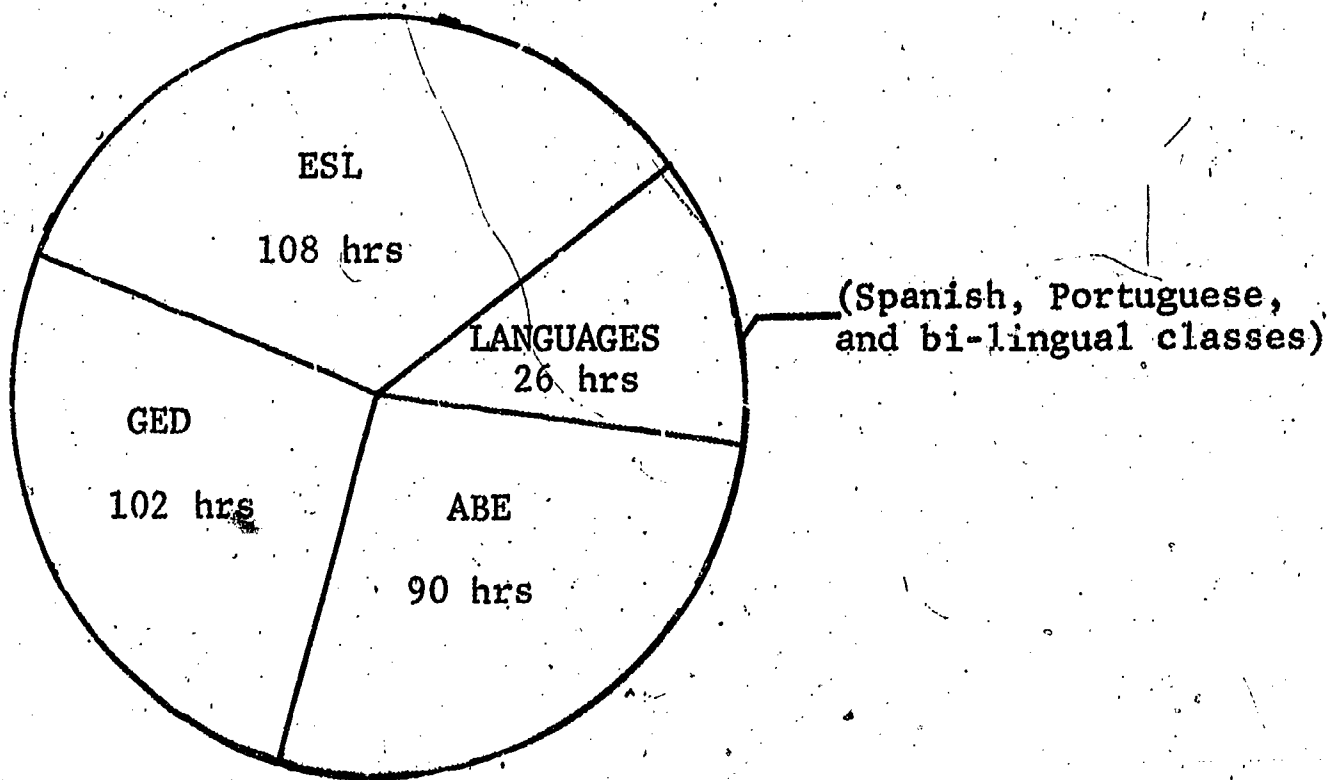 ESL
108 hrs
LANGUAGES
26 hrs
(Spanish, Portuguese,
and bi-lingual classes)
GED
102 hrs
ABE
90 hrs